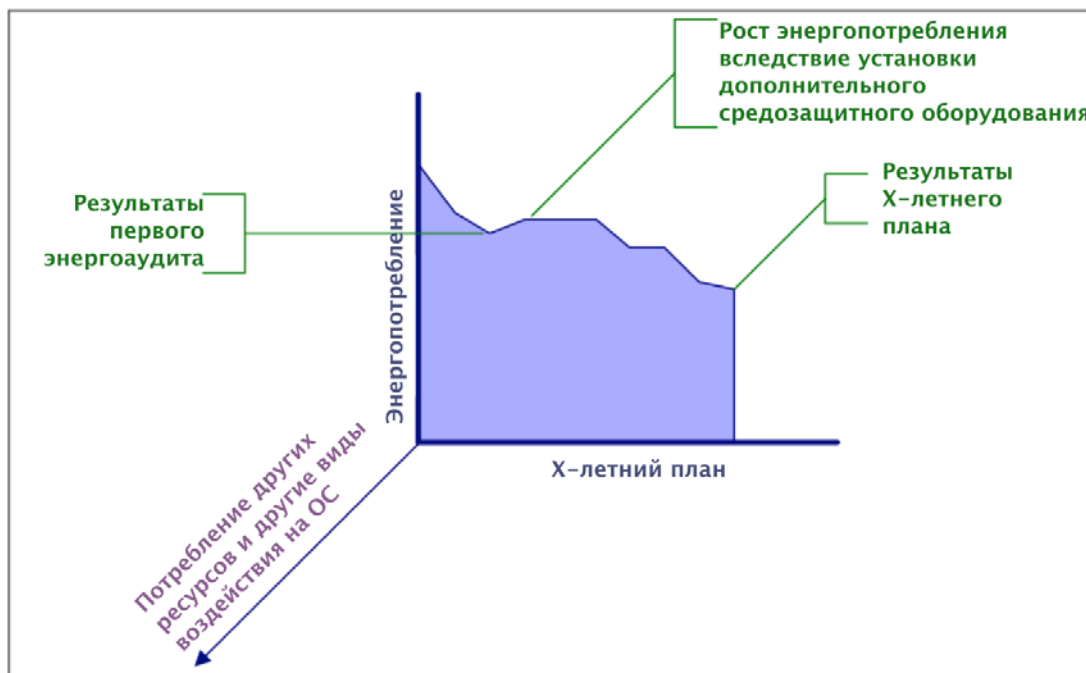 Рост энергопотребления
вследствие установки
дополнительного
средозащитного оборудования
Результаты
Х-летнего
плана
Результаты
первого
энергоаудита
Энергопотребление
Х-летний план
Потребление других
ресурсов и другие виды
воздействия на ОС